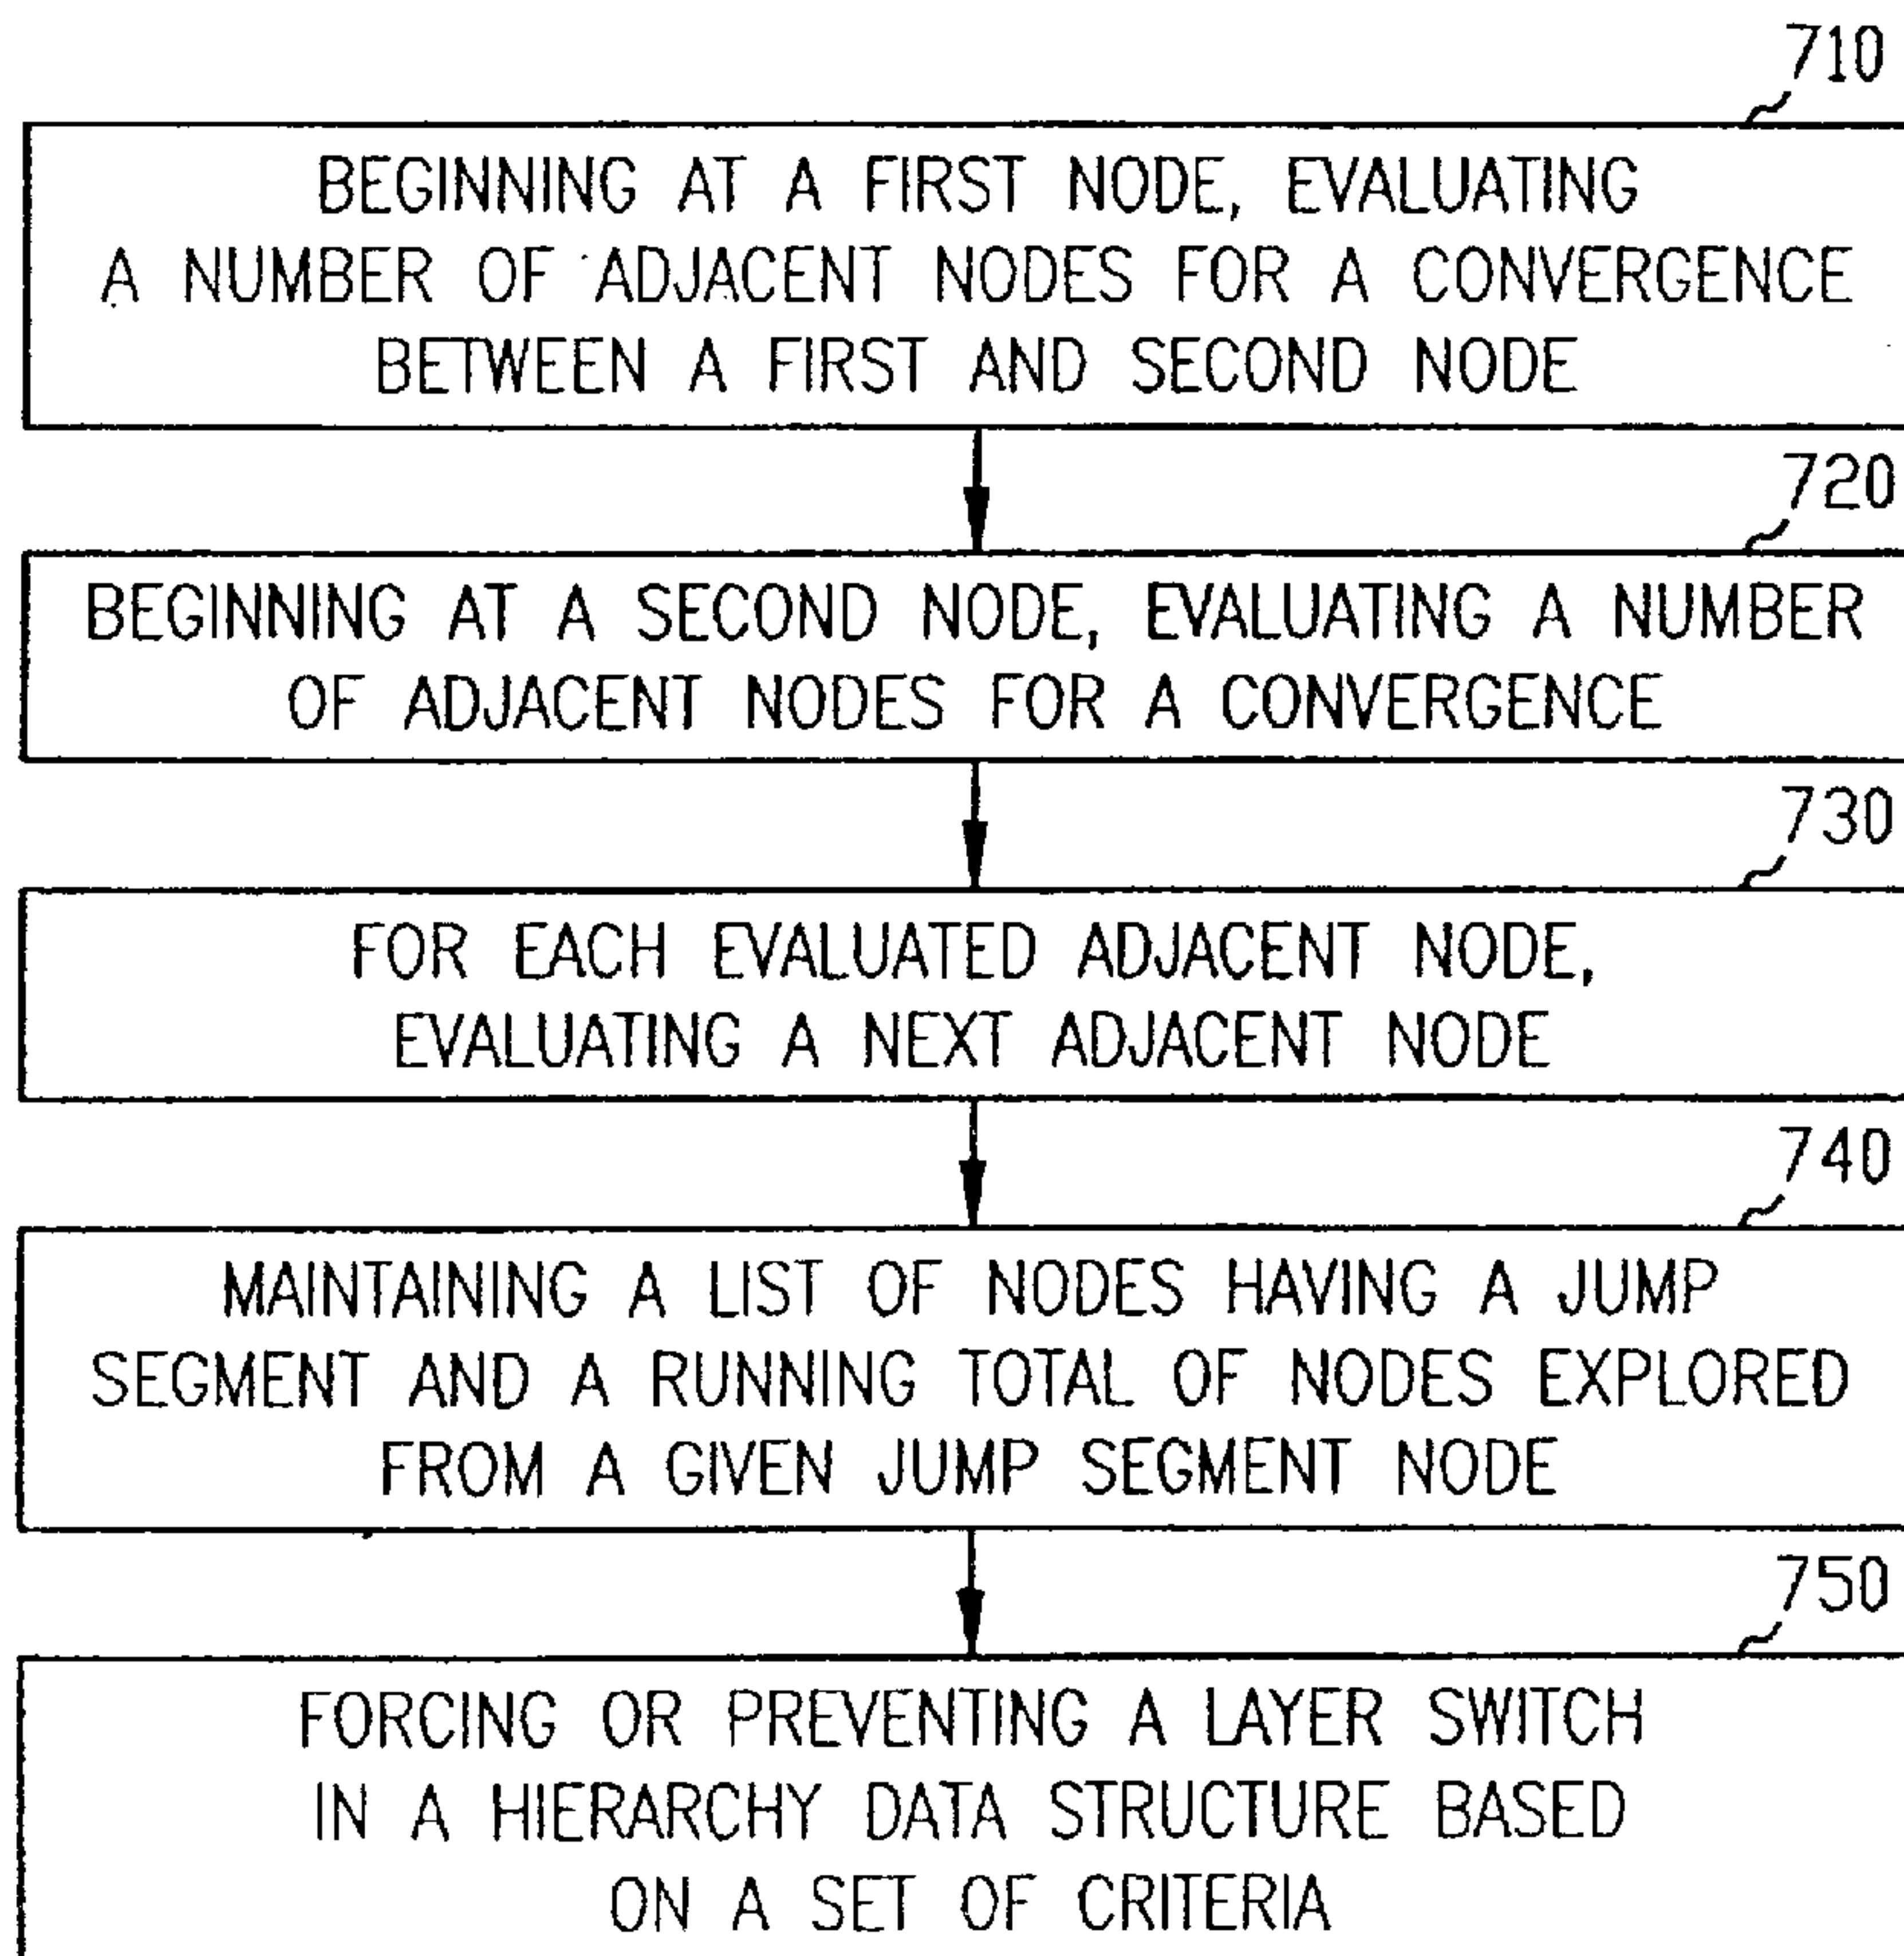 710
BEGINNING AT A FIRST NODE, EVALUATING
A NUMBER OF ADJACENT NODES FOR A CONVERGENCE
BETWEEN A FIRST AND SECOND NODE
720
BEGINNING AT A SECOND NODE, EVALUATING A NUMBER
OF ADJACENT NODES FOR A CONVERGENCE
730
FOR EACH EVALUATED ADJACENT NODE,
EVALUATING A NEXT ADJACENT NODE
740
MAINTAINING A LIST OF NODES HAVING A JUMP
SEGMENT AND A RUNNING TOTAL OF NODES EXPLORED
FROM A GIVEN JUMP SEGMENT NODE
750
FORCING OR PREVENTING A LAYER SWITCH
IN A HIERARCHY DATA STRUCTURE BASED
ON A SET OF CRITERIA